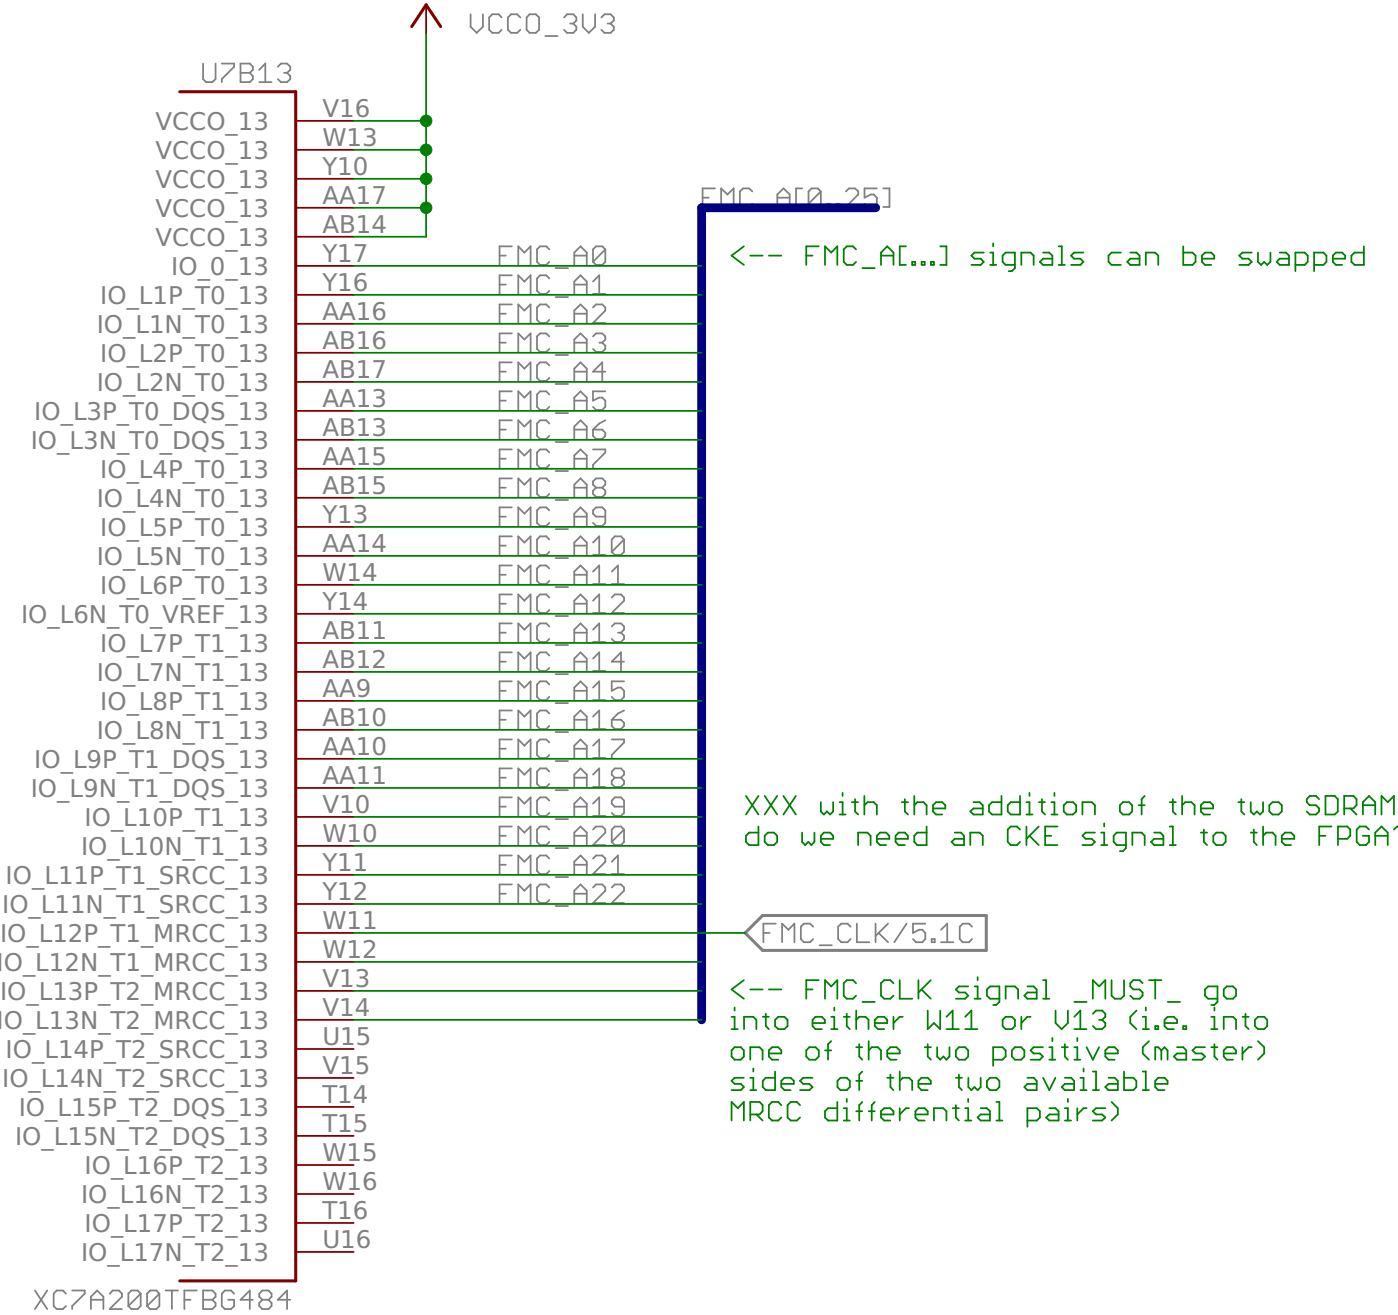 VCCO_3V3
U7B13
VCCO_13 V16
VCCO_13 W13
VCCO_13 Y10
VCCO_13 AA17
FMC_A[0..25]
VCCO_13 AB14
IO_0_13 Y17 FMC_A0
<-- FMC_A[...] signals can be swapped
IO_L1P_T0_13 Y16 FMC_A1
IO_L1N_T0_13 AA16 FMC_A2
IO_L2P_T0_13 AB16 FMC_A3
IO_L2N_T0_13 AB17 FMC_A4
IO_L3P_T0_DQS_13 AA13 FMC_A5
IO_L3N_T0_DQS_13 AB13 FMC_A6
IO_L4P_T0_13 AA15 FMC_A7
IO_L4N_T0_13 AB15 FMC_A8
IO_L5P_T0_13 Y13 FMC_A9
IO_L5N_T0_13 AA14 FMC_A10
IO_L6P_T0_13 W14 FMC_A11
IO_L6N_T0_VREF_13 Y14 FMC_A12
IO_L7P_T1_13 AB11 FMC_A13
IO_L7N_T1_13 AB12 FMC_A14
IO_L8P_T1_13 AA9 FMC_A15
IO_L8N_T1_13 AB10 FMC_A16
IO_L9P_T1_DQS_13 AA10 FMC_A17
IO_L9N_T1_DQS_13 AA11 FMC_A18
IO_L10P_T1_13 V10 FMC_A19
IO_L10N_T1_13 W10 FMC_A20
XXX with the addition of the two SDRAM
do we need an CKE signal to the FPGA?
IO_L11P_T1_SRCC_13 Y11 FMC_A21
IO_L11N_T1_SRCC_13 Y12 FMC_A22
IO_L12P_T1_MRCC_13 W11 FMC_CLK/5.1C
IO_L12N_T1_MRCC_13 W12
IO_L13P_T2_MRCC_13 V13
IO_L13N_T2_MRCC_13 V14
<-- FMC_CLK signal _MUST_ go
into either W11 or V13 (i.e. into
one of the two positive (master)
sides of the two available
MRCC differential pairs)
IO_L14P_T2_SRCC_13 U15
IO_L14N_T2_SRCC_13 V15
IO_L15P_T2_DQS_13 T14
IO_L15N_T2_DQS_13 T15
IO_L16P_T2_13 W15
IO_L16N_T2_13 W16
IO_L17P_T2_13 T16
IO_L17N_T2_13 U16
XC7A200TFBG484